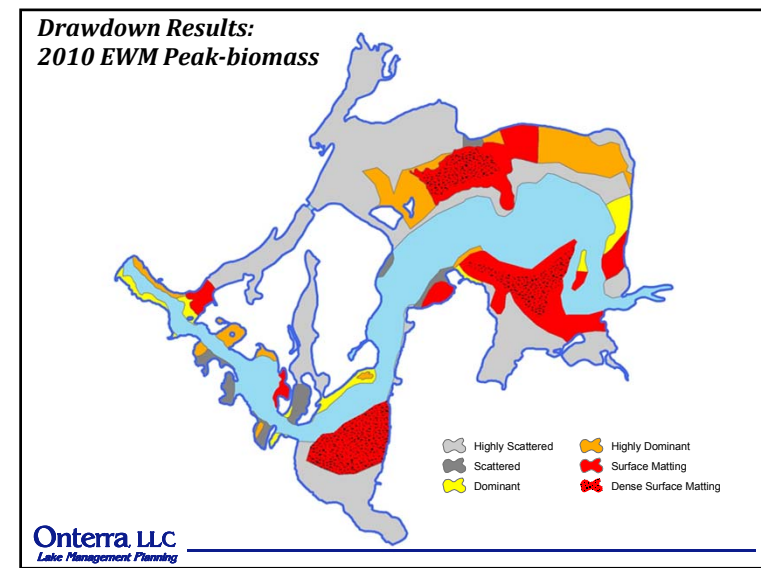 Drawdown Results:
2010 EWM Peak-biomass
Highly Scattered
Scattered
Dominant
Highly Dominant
Surface Matting
Dense Surface Matting
Onterra, LLC
Lake Management Planning